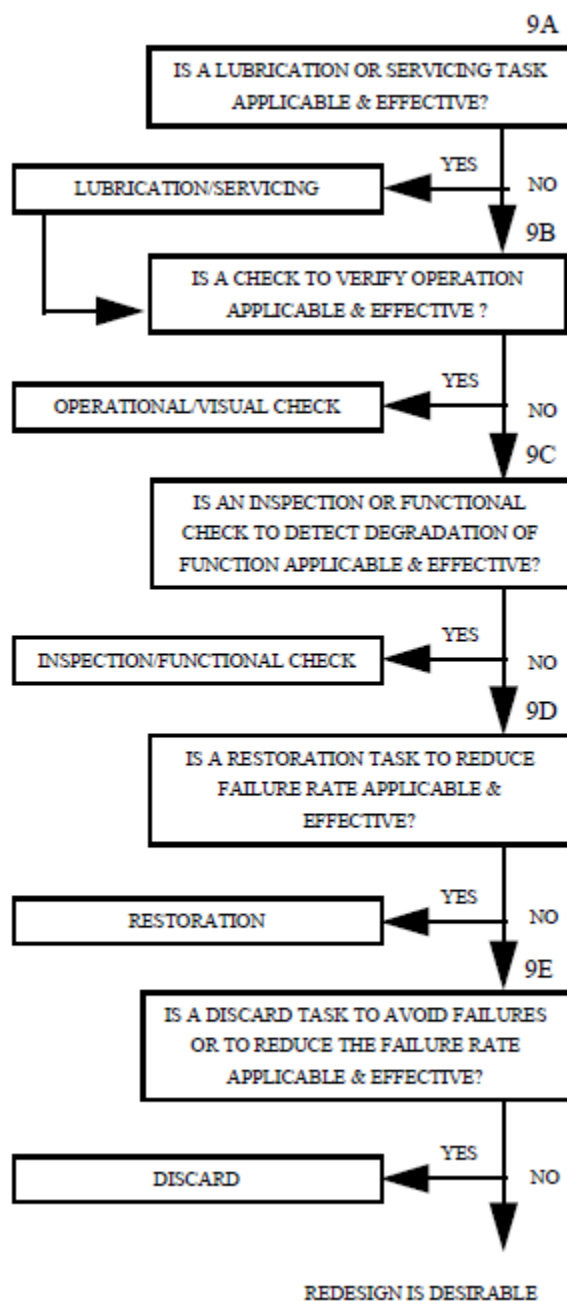 9A
IS A LUBRICATION OR SERVICING TASK
APPLICABLE & EFFECTIVE?
YES
NO
LUBRICATION/SERVICING
9B
IS A CHECK TO VERIFY OPERATION
APPLICABLE & EFFECTIVE ?
YES
NO
OPERATIONAL/VISUAL CHECK
9C
IS AN INSPECTION OR FUNCTIONAL
CHECK TO DETECT DEGRADATION OF
FUNCTION APPLICABLE & EFFECTIVE?
YES
NO
INSPECTION/FUNCTIONAL CHECK
9D
IS A RESTORATION TASK TO REDUCE
FAILURE RATE APPLICABLE &
EFFECTIVE?
YES
NO
RESTORATION
9E
IS A DISCARD TASK TO AVOID FAILURES
OR TO REDUCE THE FAILURE RATE
APPLICABLE & EFFECTIVE?
YES
NO
DISCARD
REDESIGN IS DESIRABLE